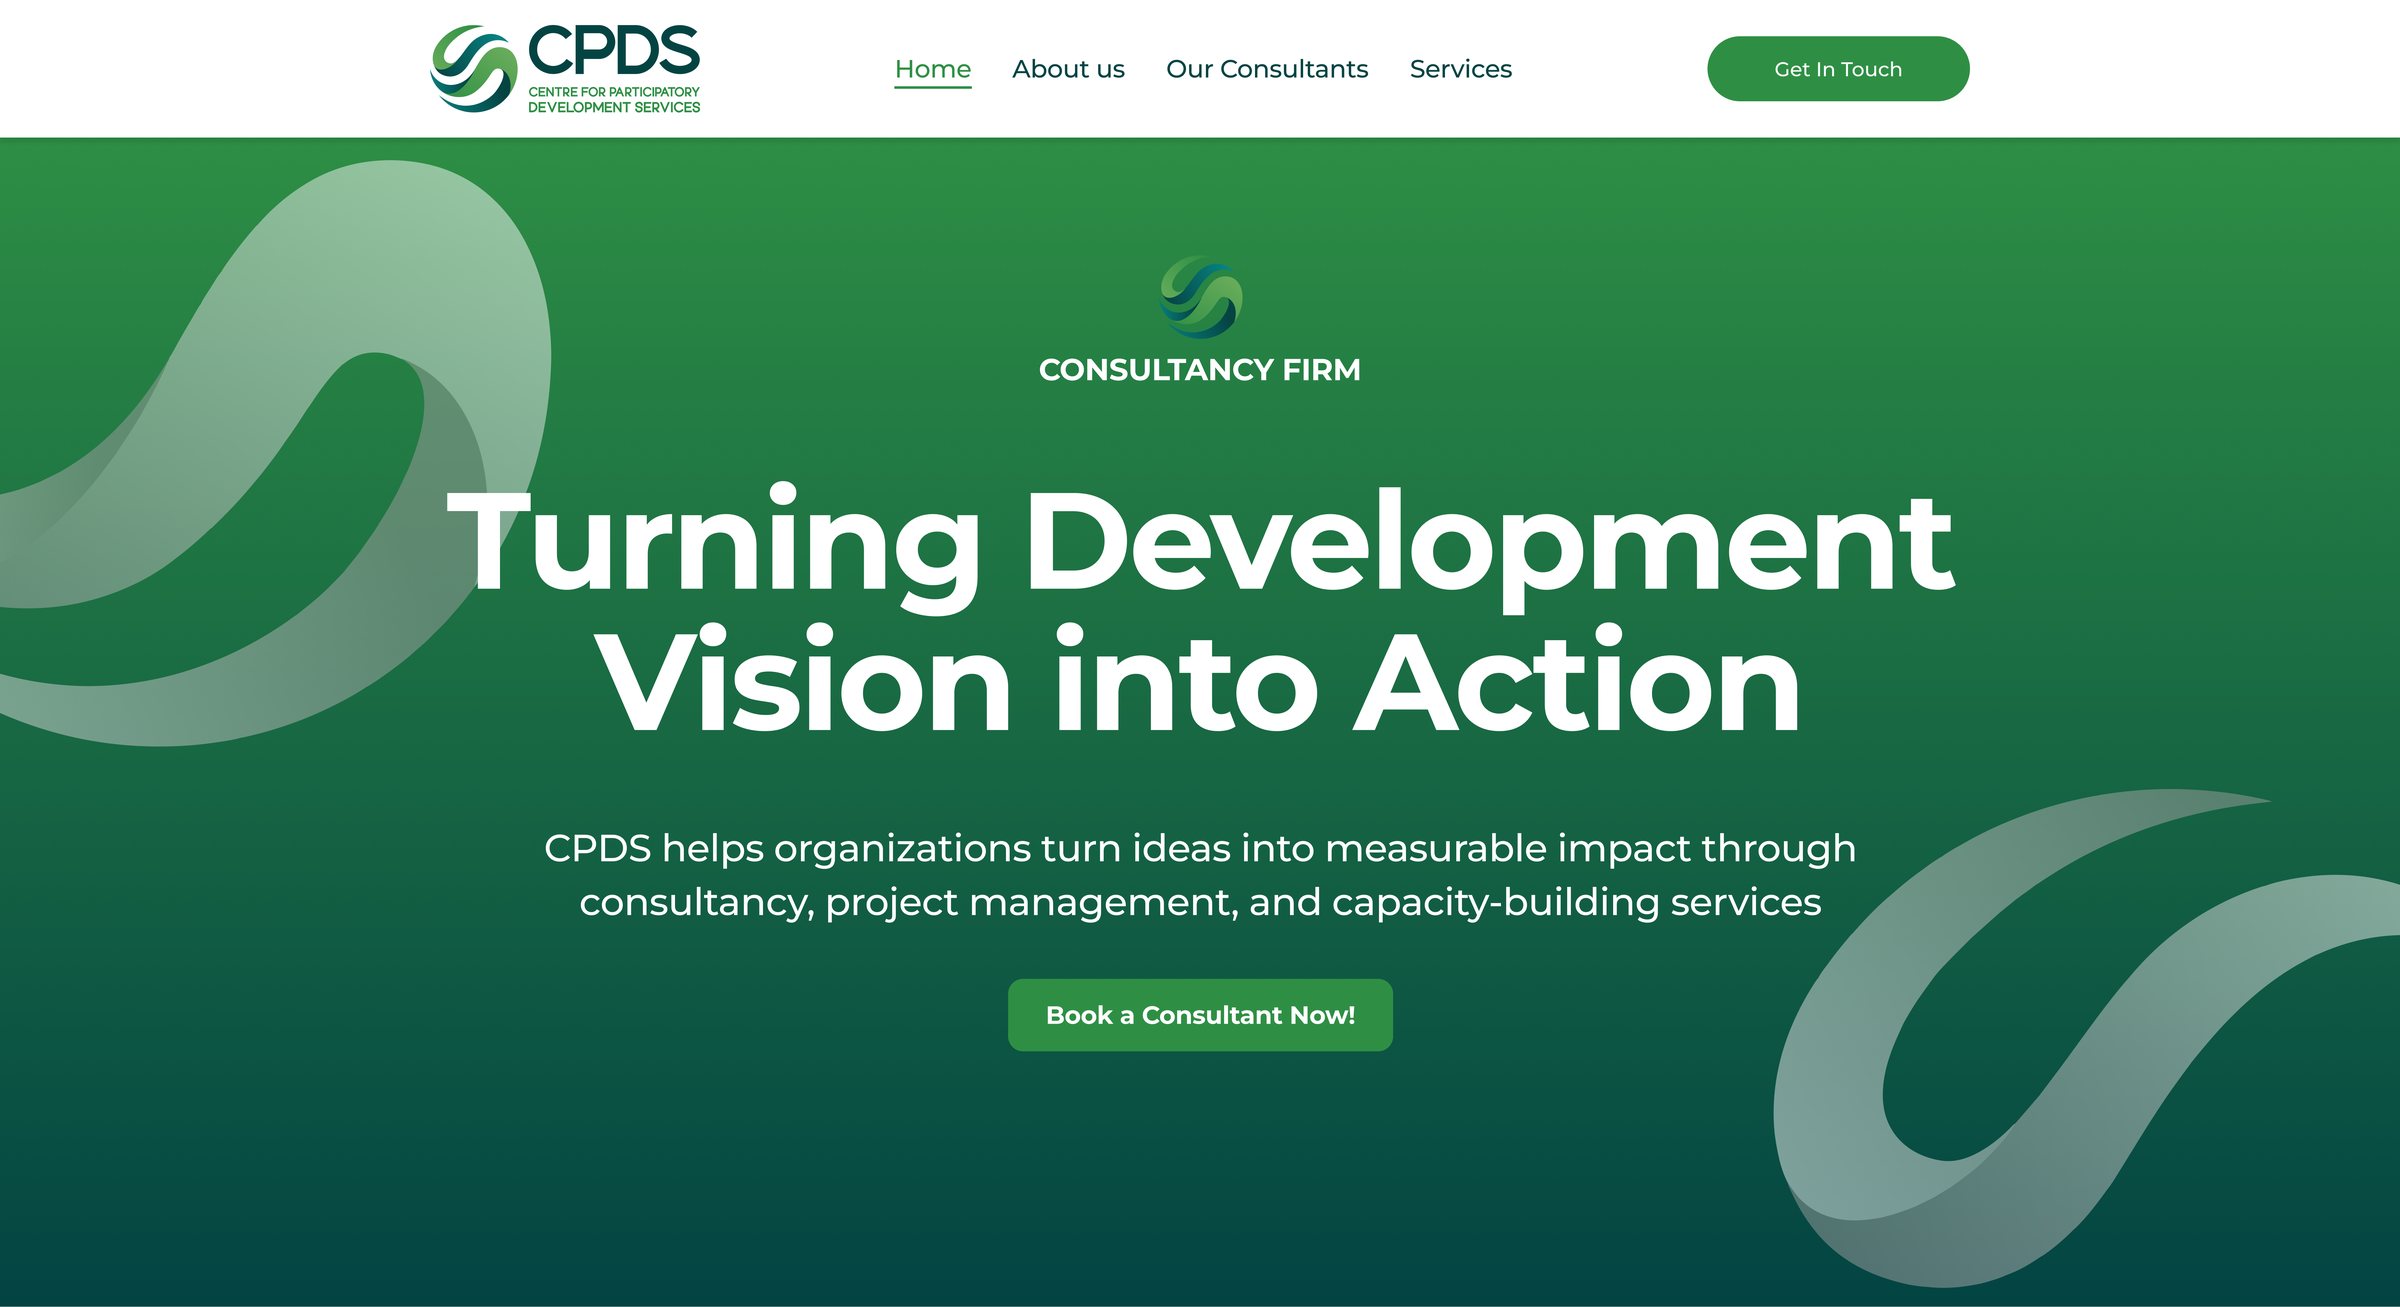 CPDS
CENTRE FOR PARTICIPATORY
DEVELOPMENT SERVICES
Home
About us
Our Consultants
Services
Get In Touch
CONSULTANCY FIRM
Turning Development
Vision into Action
CPDS helps organizations turn ideas into measurable impact through
consultancy, project management, and capacity-building services
Book a Consultant Now!